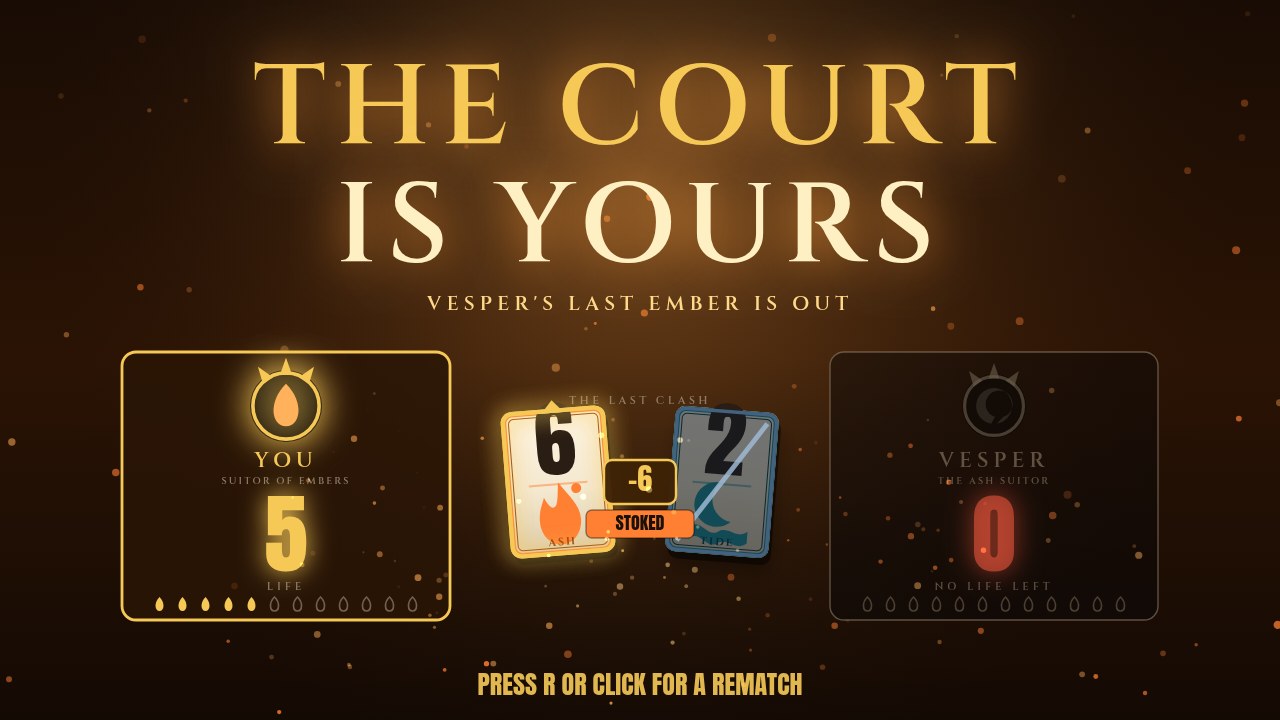 THE COURT
IS YOURS
VESPER'S LAST EMBER IS OUT
YOU
SUITOR OF EMBERS
5
LIFE
THE LAST CLASH
6
ASH
-6
STOKED
2
TIDE
VESPER
THE ASH SUITOR
0
NO LIFE LEFT
PRESS R OR CLICK FOR A REMATCH